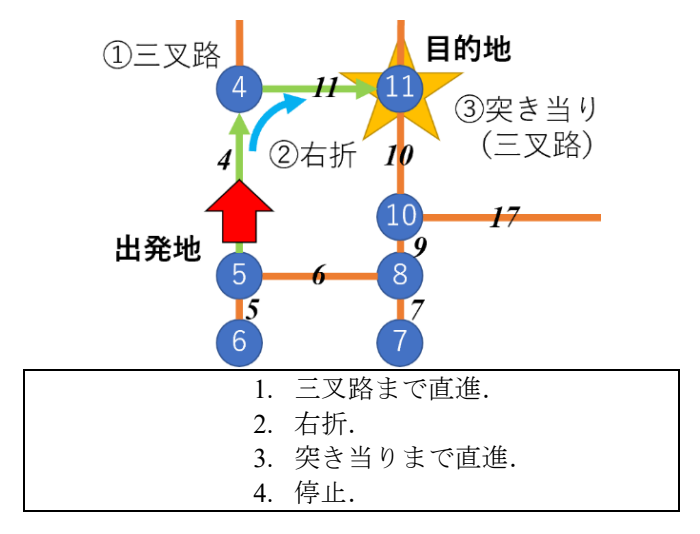 ①三叉路
目的地
4
11
11
③突き当り
(三叉路)
4
②右折
10
10
17
出発地
9
5
6
8
5
7
6
7
1. 三叉路まで直進.
2. 右折.
3. 突き当りまで直進.
4. 停止.